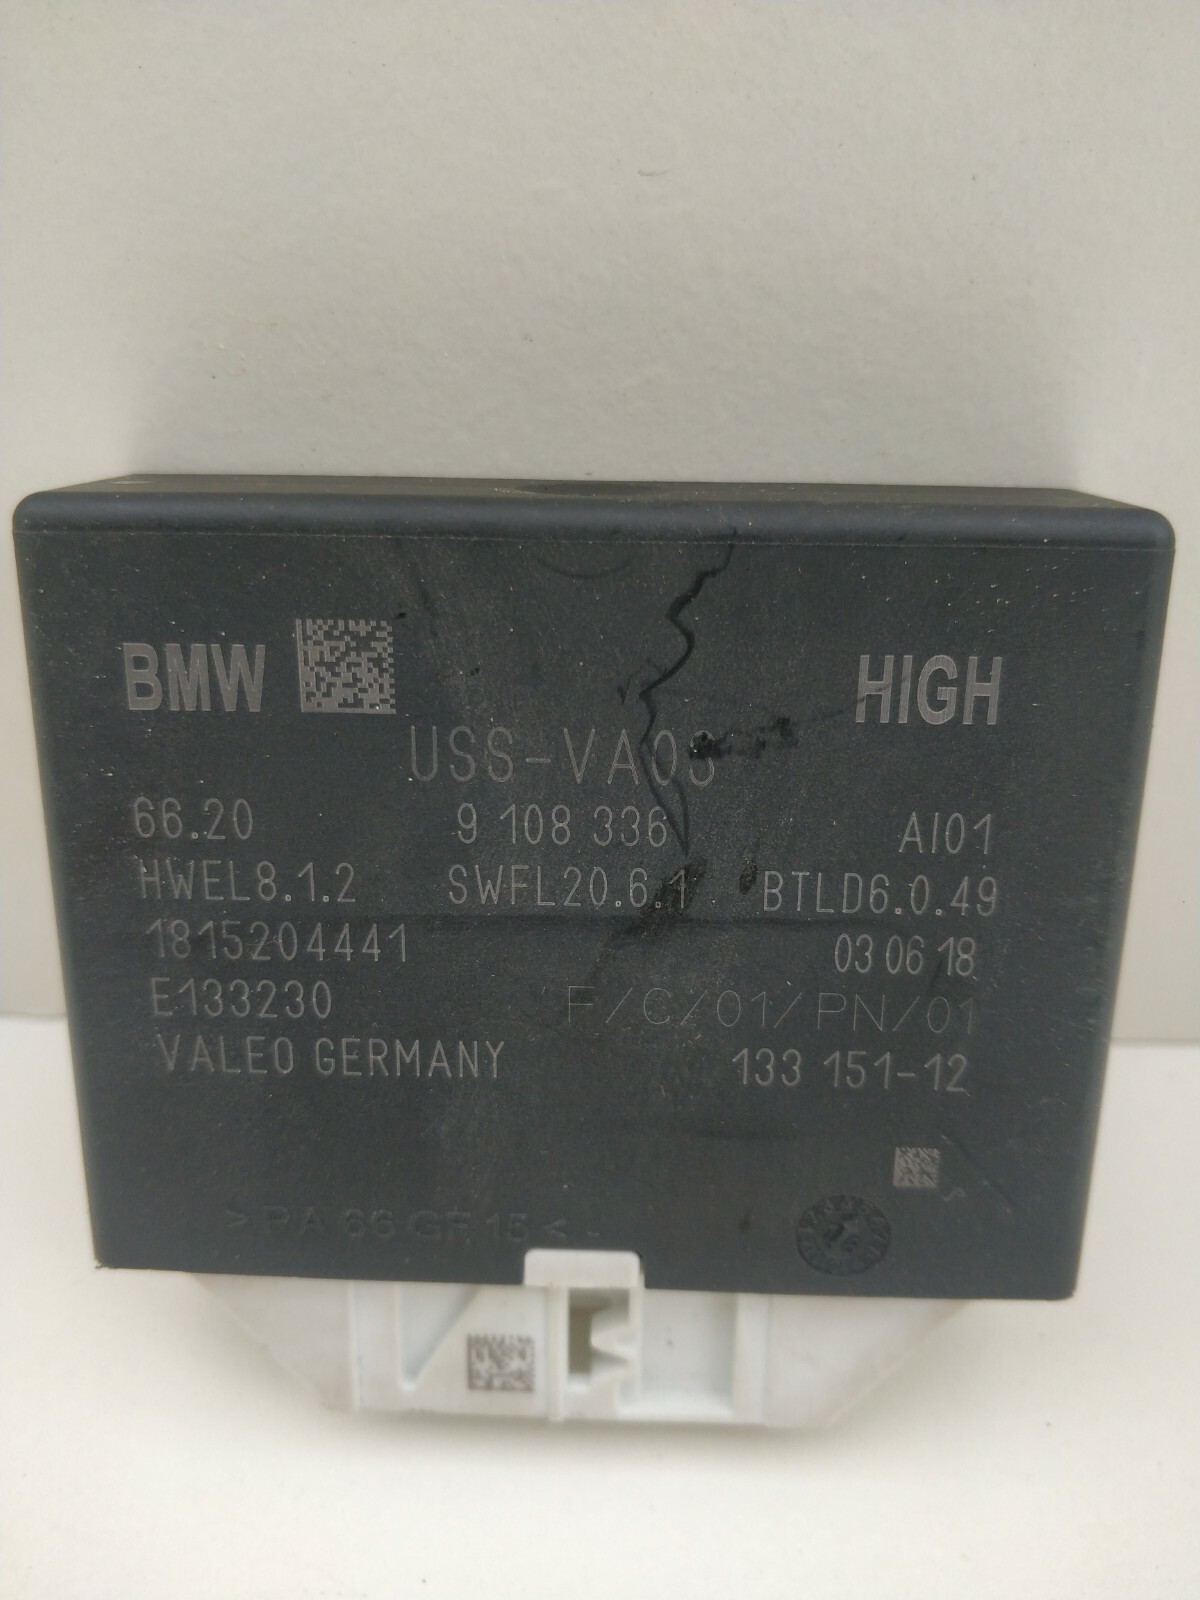 BMW HIGH
USS-VA03
66.20 9 108 336 AI01
HWEL8.1.2 SWFL20.6.1 BTLD6.0.49
1815204441 03 06 18
E133230 F/C/01/PN/01
VALEO GERMANY 133 151-12
>PA 66 GF 15<